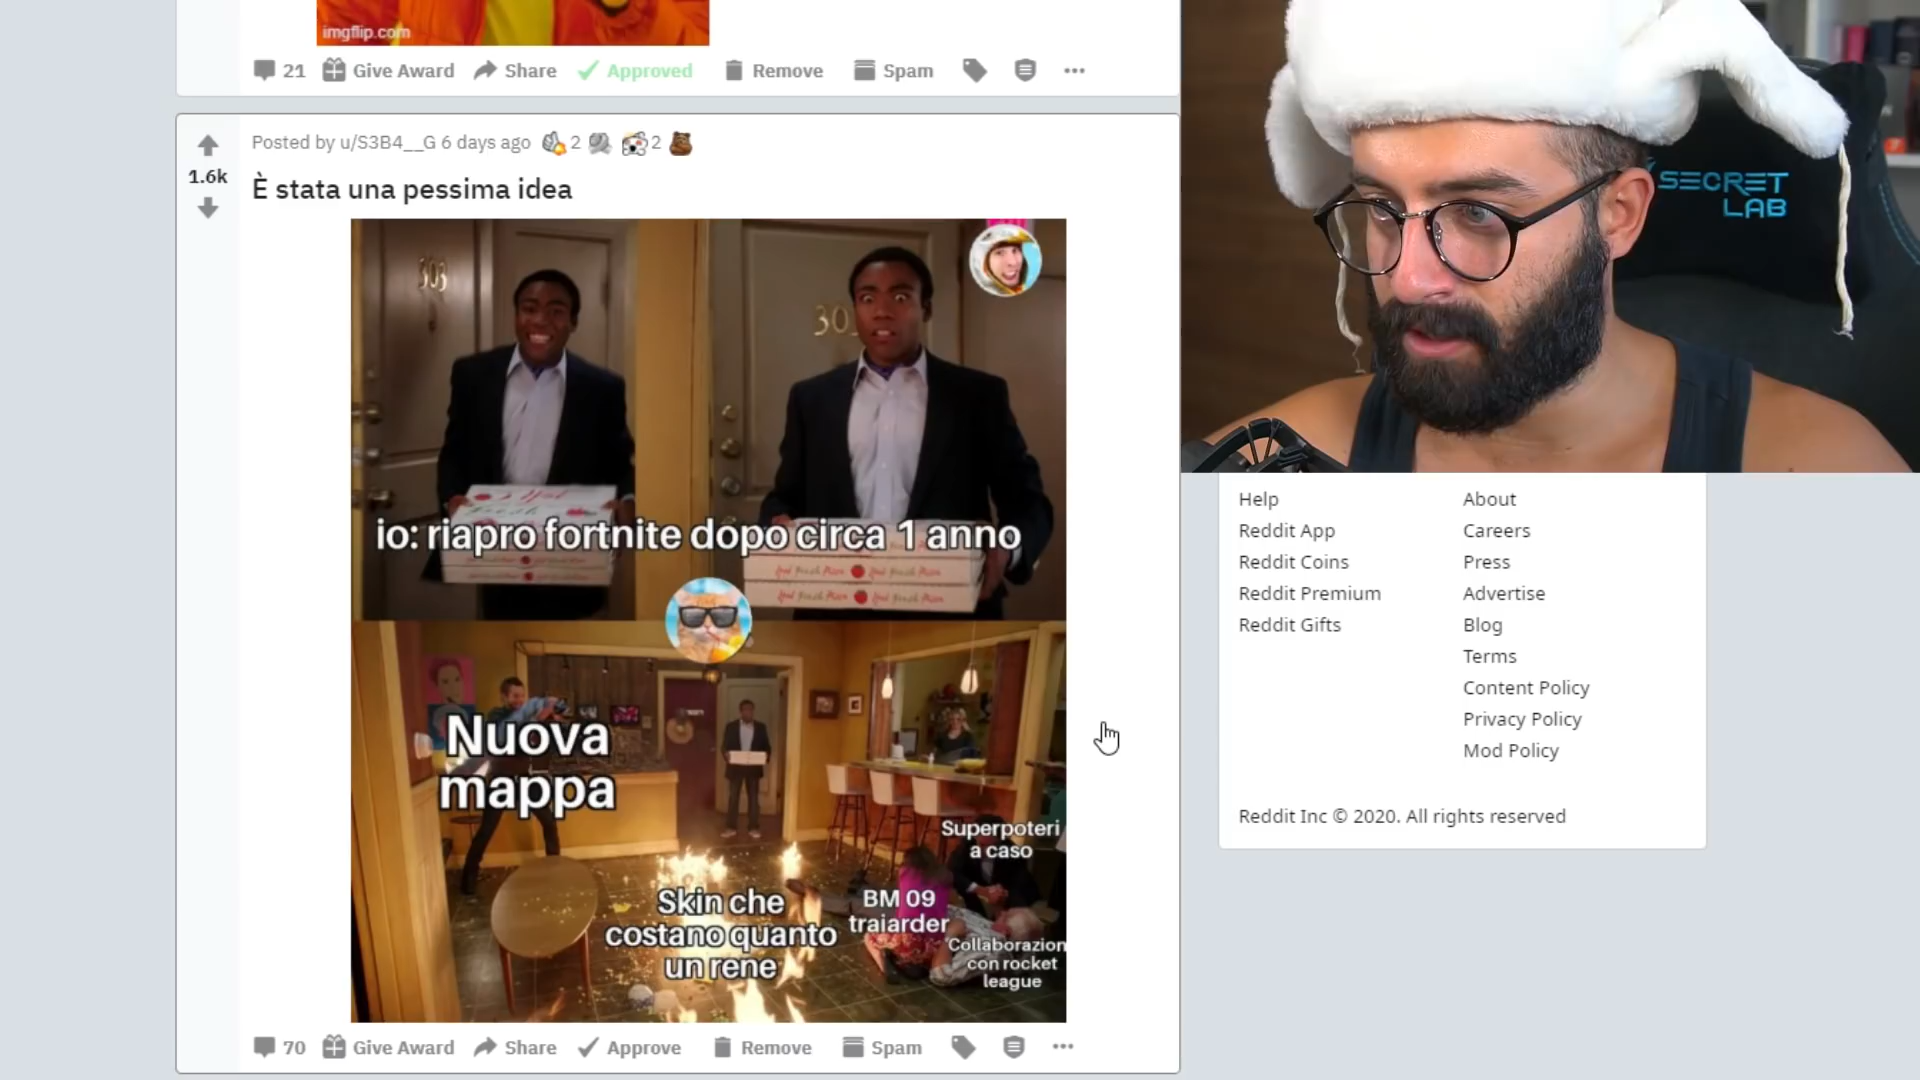 imgflip.com
21 Give Award Share Approved Remove Spam
Posted by u/S3B4__G 6 days ago 2 2
1.6k
È stata una pessima idea
303
303
io: riapro fortnite dopo circa 1 anno
Nuova
mappa
Superpoteri
a caso
Skin che
costano quanto
un rene
BM 09
traiarder
Collaborazion
con rocket
league
70 Give Award Share Approve Remove Spam
SECRET
LAB
Help
About
Reddit App
Careers
Reddit Coins
Press
Reddit Premium
Advertise
Reddit Gifts
Blog
Terms
Content Policy
Privacy Policy
Mod Policy
Reddit Inc © 2020. All rights reserved